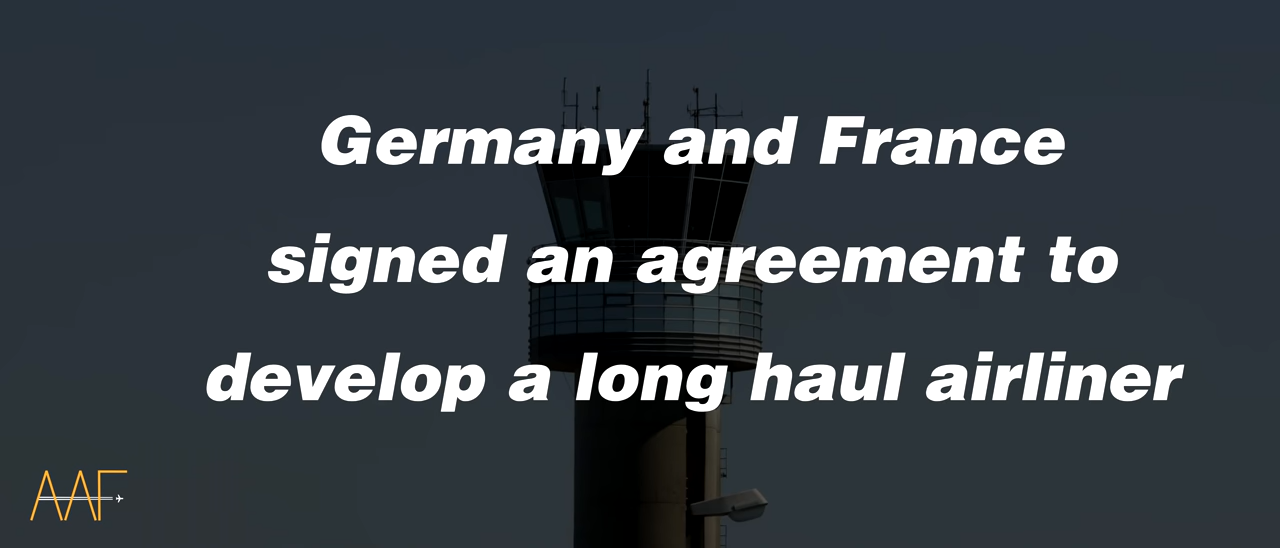 Germany and France
signed an agreement to
develop a long haul airliner
AAF